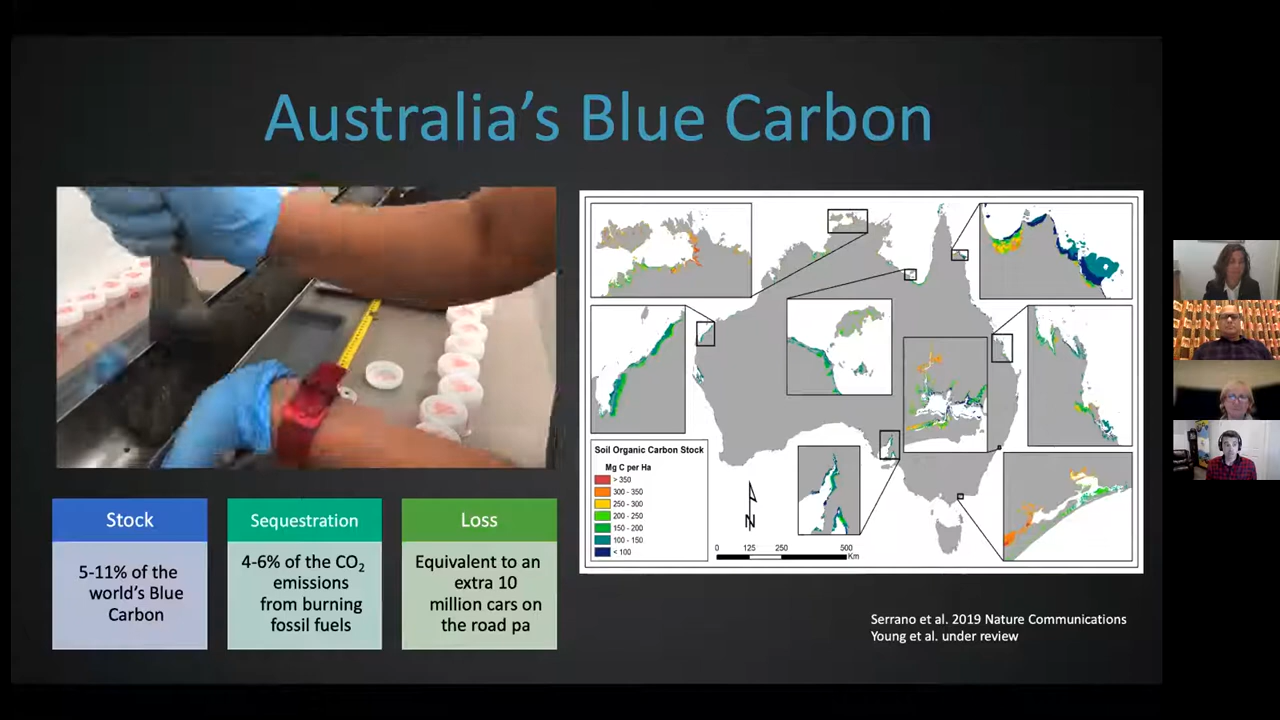 Australia's Blue Carbon
Soil Organic Carbon Stock
Mg C per Ha
> 350
300 - 350
250 - 300
200 - 250
150 - 200
100 - 150
< 100
N
0 125 250 500
Km
Stock
5-11% of the
world's Blue
Carbon
Sequestration
4-6% of the CO₂
emissions
from burning
fossil fuels
Loss
Equivalent to an
extra 10
million cars on
the road pa
Serrano et al. 2019 Nature Communications
Young et al. under review